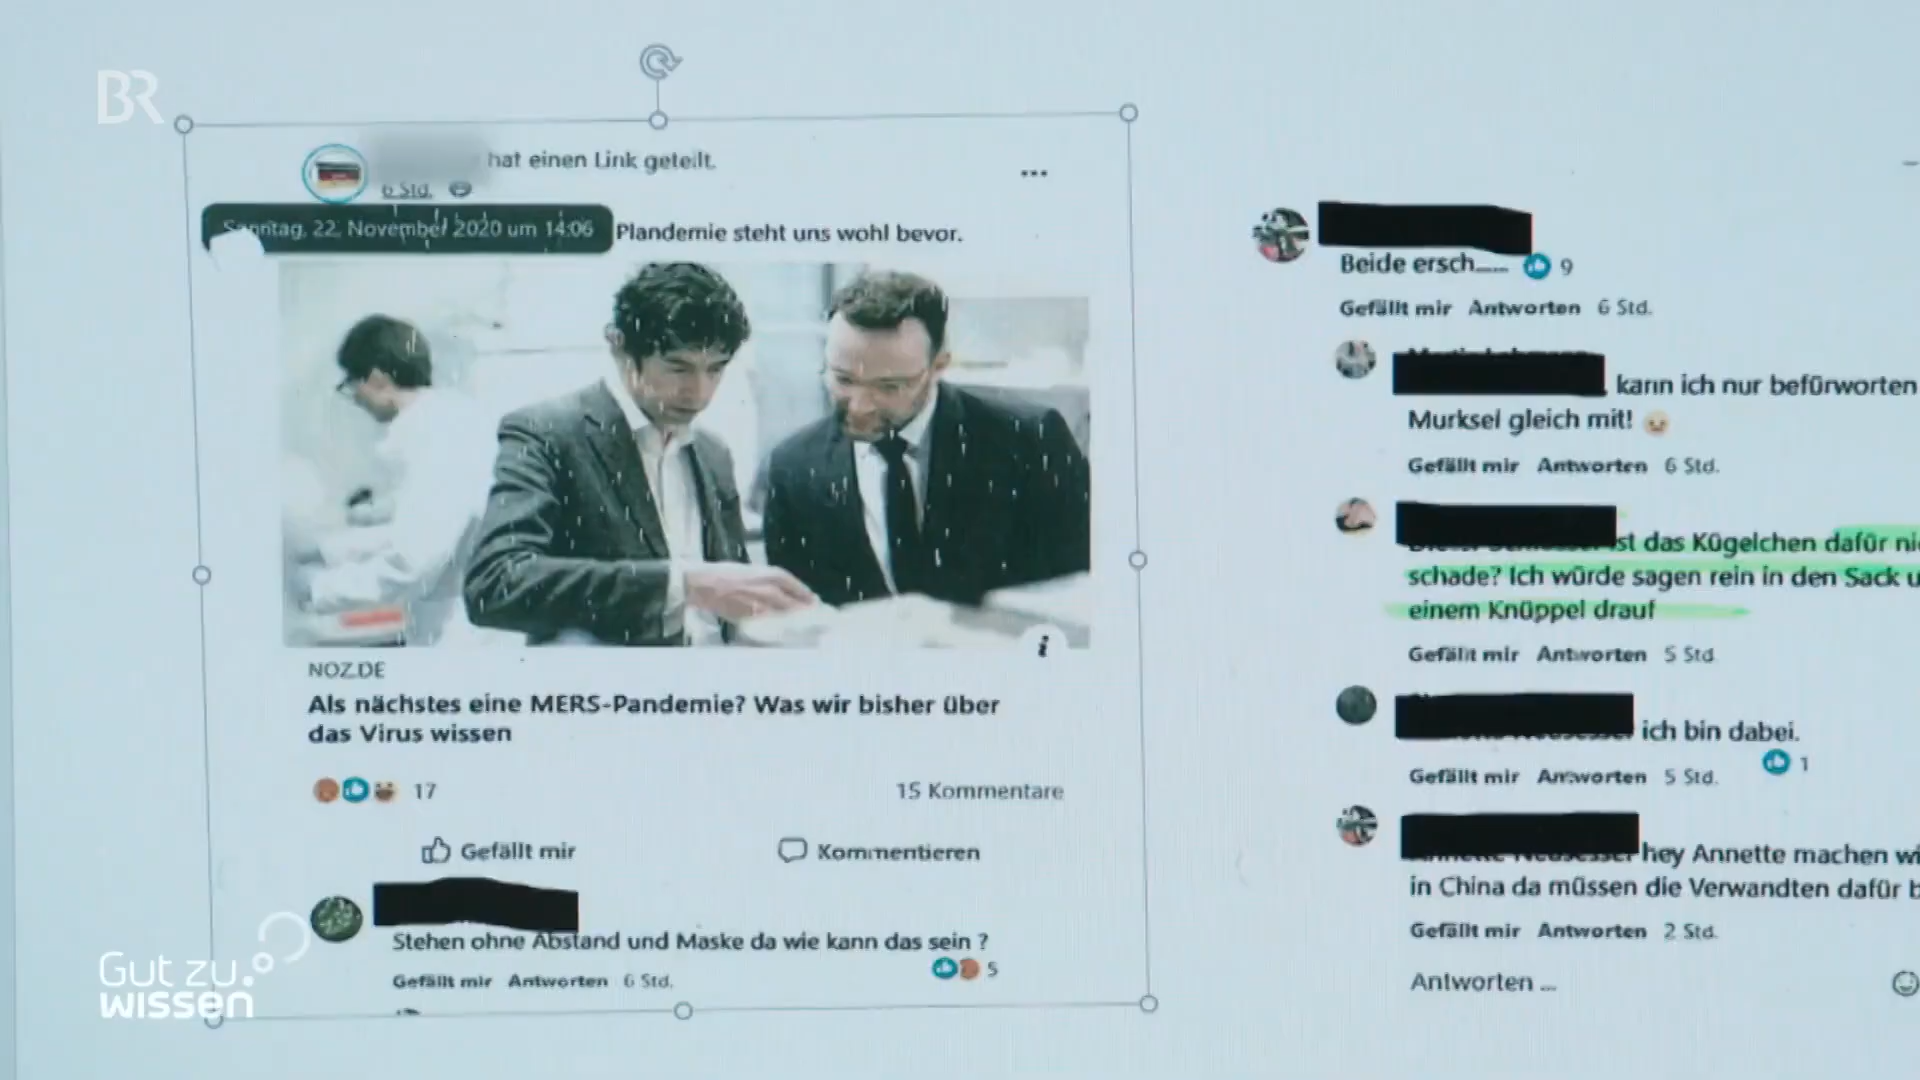 BR
hat einen Link geteilt.
6 Std.
Sonntag, 22. November 2020 um 14:06
Plandemie steht uns wohl bevor.
NOZ.DE
Als nächstes eine MERS-Pandemie? Was wir bisher über
das Virus wissen
17
15 Kommentare
Gefällt mir
Kommentieren
Stehen ohne Abstand und Maske da wie kann das sein ?
5
Gefällt mir Antworten 6 Std.
Gut zu
wissen
Beide ersch...... 9
Gefällt mir Antworten 6 Std.
kann ich nur befürworten
Murksel gleich mit!
Gefällt mir Antworten 6 Std.
st das Kügelchen dafür ni
schade? Ich würde sagen rein in den Sack u
einem Knüppel drauf
Gefällt mir Antworten 5 Std.
ich bin dabei.
1
Gefällt mir Antworten 5 Std.
hey Annette machen wi
in China da müssen die Verwandten dafür b
Gefällt mir Antworten 2 Std.
Antworten ...